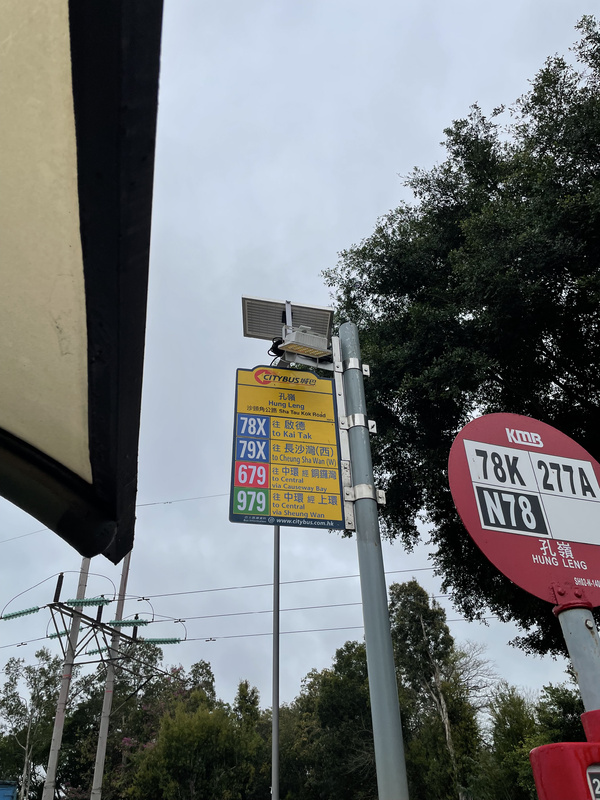 CITYBUS 城巴
孔嶺
Hung Leng
沙頭角公路 Sha Tau Kok Road
78X 往 啟德
to Kai Tak
79X 往 長沙灣(西)
to Cheung Sha Wan (W)
679 往 中環 經 銅鑼灣
to Central
via Causeway Bay
979 往 中環 經 上環
to Central
via Sheung Wan
www.citybus.com.hk
KMB
78K 277A
N78
孔嶺
HUNG LENG